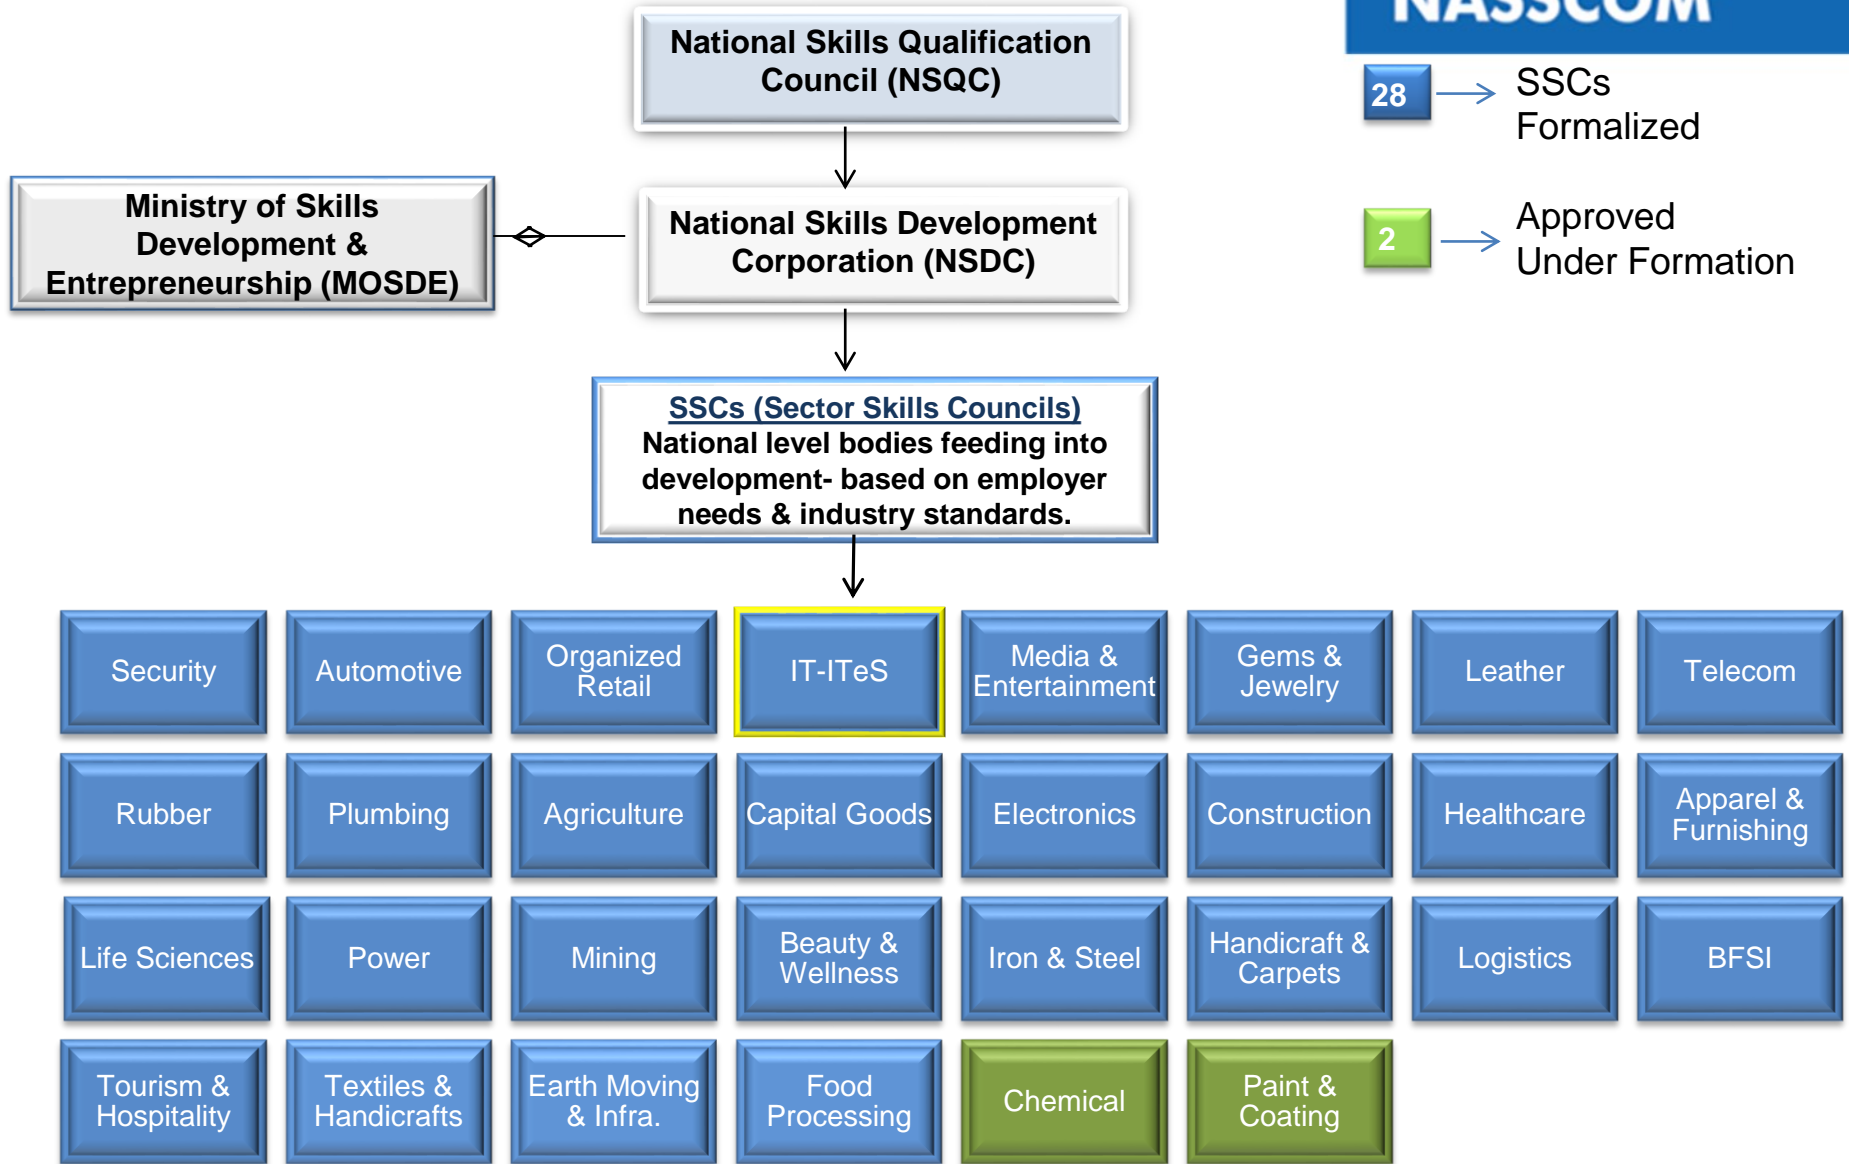 NASSCOM
National Skills Qualification
Council (NSQC)
28
SSCs
Formalized
Ministry of Skills
Development &
Entrepreneurship (MOSDE)
National Skills Development
Corporation (NSDC)
2
Approved
Under Formation
SSCs (Sector Skills Councils)
National level bodies feeding into
development- based on employer
needs & industry standards.
Security
Automotive
Organized
Retail
IT-ITeS
Media &
Entertainment
Gems &
Jewelry
Leather
Telecom
Rubber
Plumbing
Agriculture
Capital Goods
Electronics
Construction
Healthcare
Apparel &
Furnishing
Life Sciences
Power
Mining
Beauty &
Wellness
Iron & Steel
Handicraft &
Carpets
Logistics
BFSI
Tourism &
Hospitality
Textiles &
Handicrafts
Earth Moving
& Infra.
Food
Processing
Chemical
Paint &
Coating